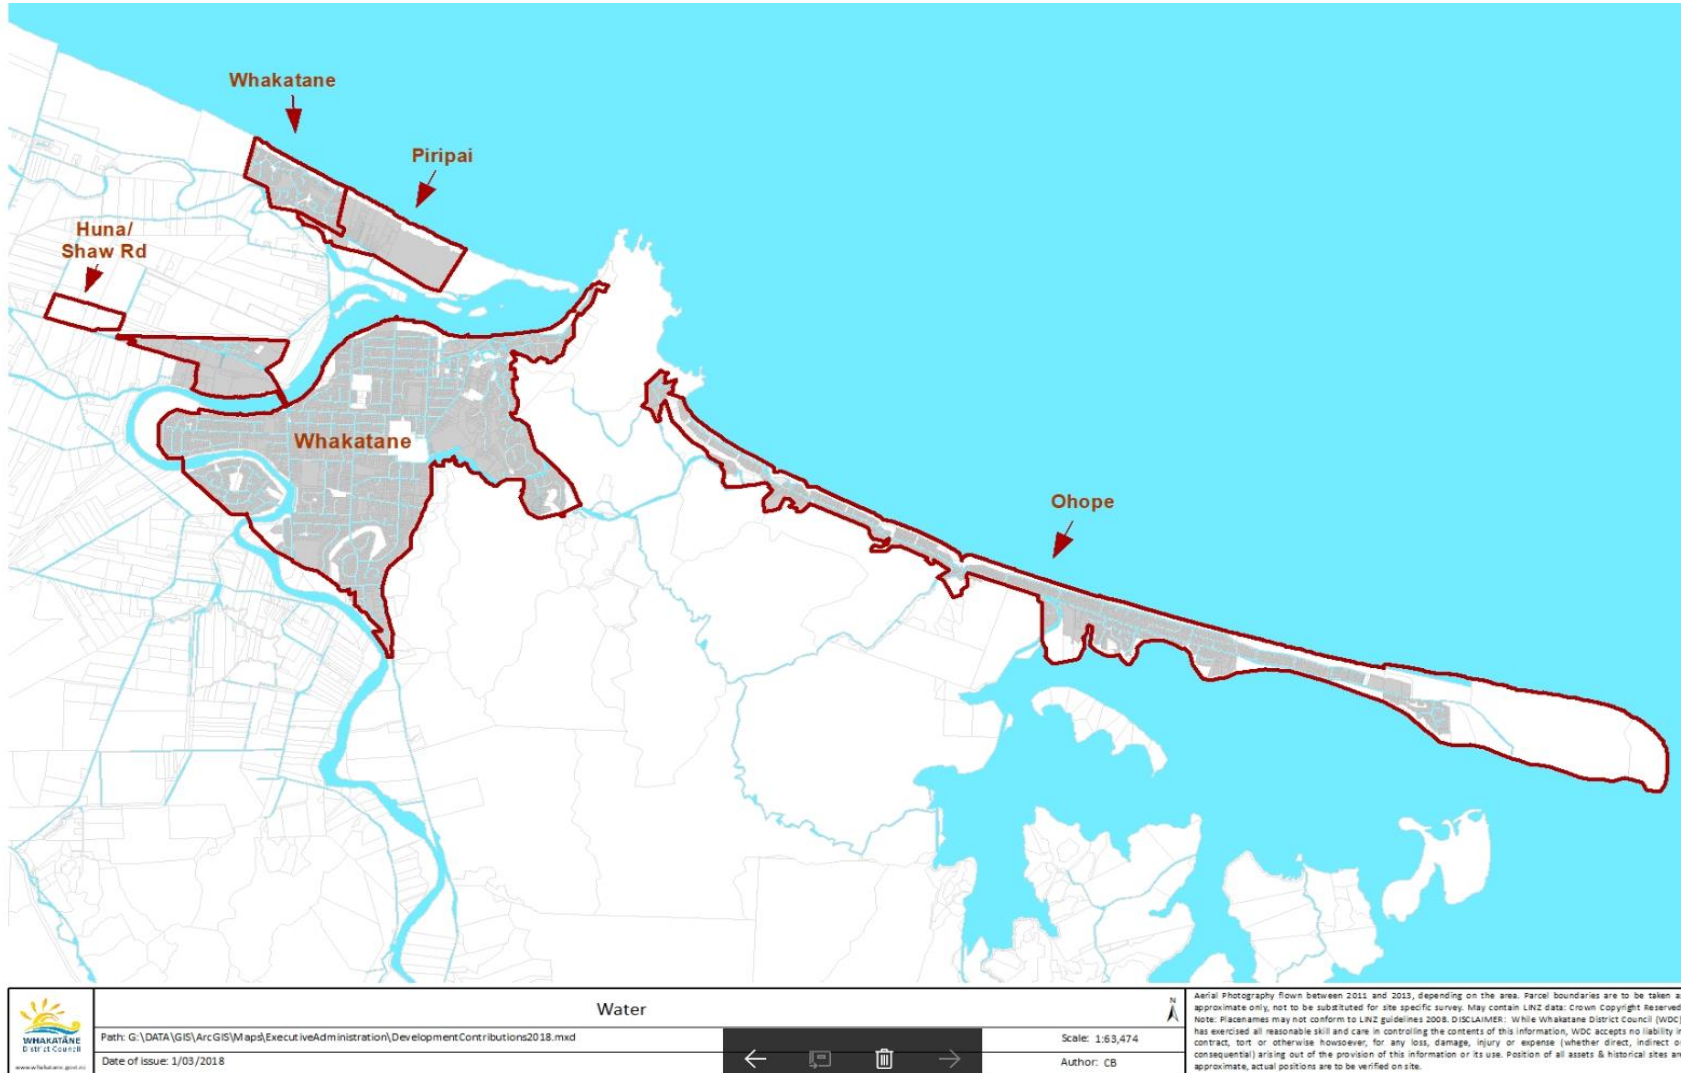 Whakatane
Piripai
Huna/
Shaw Rd
Whakatane
Ohope
WHAKATĀNE
District Council
www.whakatane.govt.nz
Water
N
Path: G:\DATA\GIS\ArcGIS\Maps\ExecutiveAdministration\DevelopmentContributions2018.mxd
Scale: 1:63,474
Date of issue: 1/03/2018
Author: CB
Aerial Photography flown between 2011 and 2013, depending on the area. Parcel boundaries are to be taken as
approximate only, not to be substituted for site specific survey. May contain LINZ data: Crown Copyright Reserved.
Note: Placenames may not conform to LINZ guidelines 2008. DISCLAIMER: While Whakatane District Council (WDC)
has exercised all reasonable skill and care in controlling the contents of this information, WDC accepts no liability in
contract, tort or otherwise howsoever, for any loss, damage, injury or expense (whether direct, indirect or
consequential) arising out of the provision of this information or its use. Position of all assets & historical sites are
approximate, actual positions are to be verified on site.